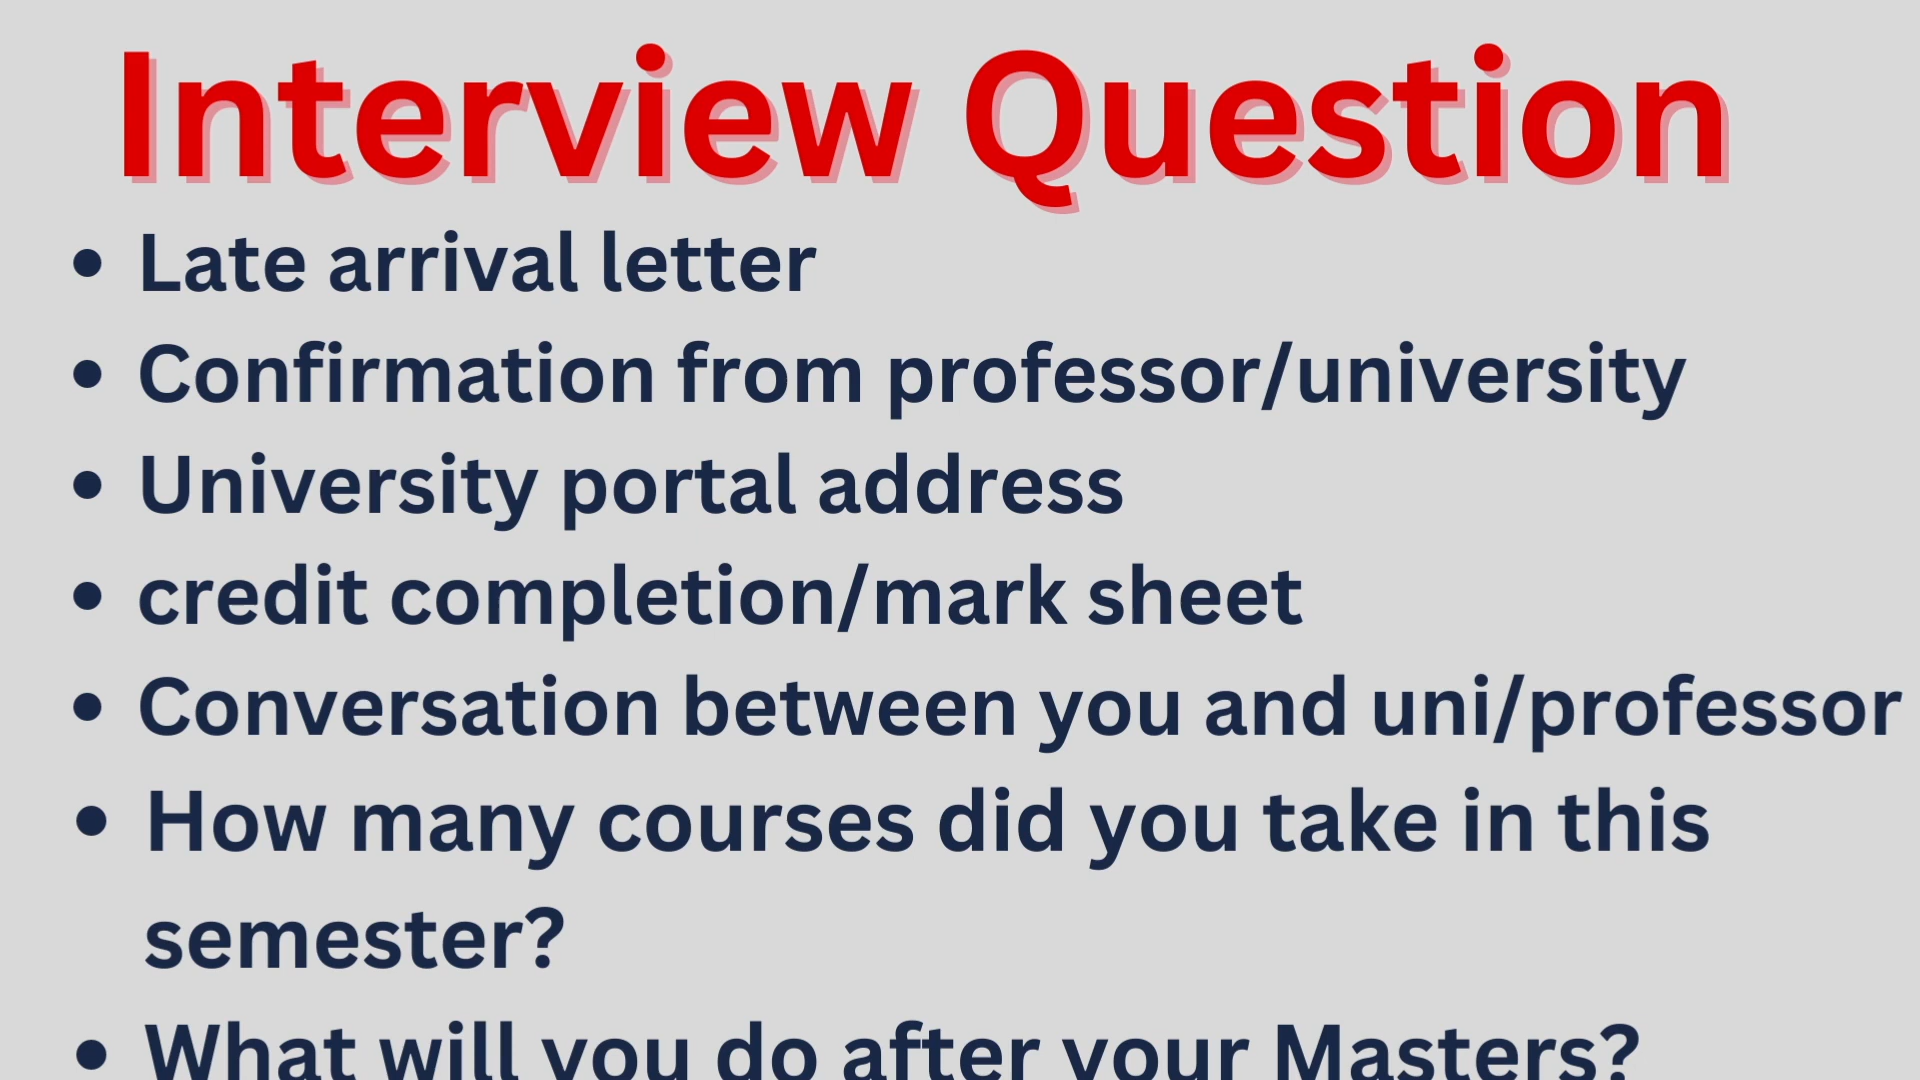 Interview Question
• Late arrival letter
• Confirmation from professor/university
• University portal address
• credit completion/mark sheet
• Conversation between you and uni/professor
• How many courses did you take in this
semester?
• What will you do after your Masters?